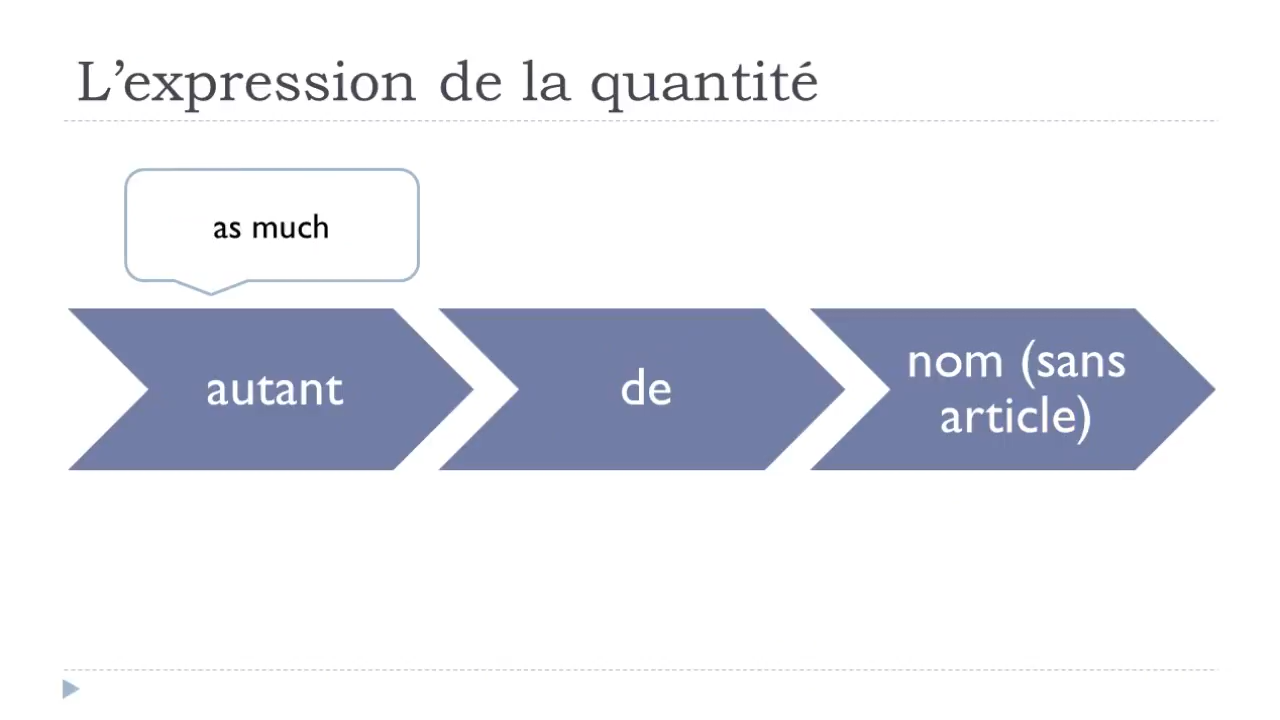 L’expression de la quantité
as much
autant
de
nom (sans
article)